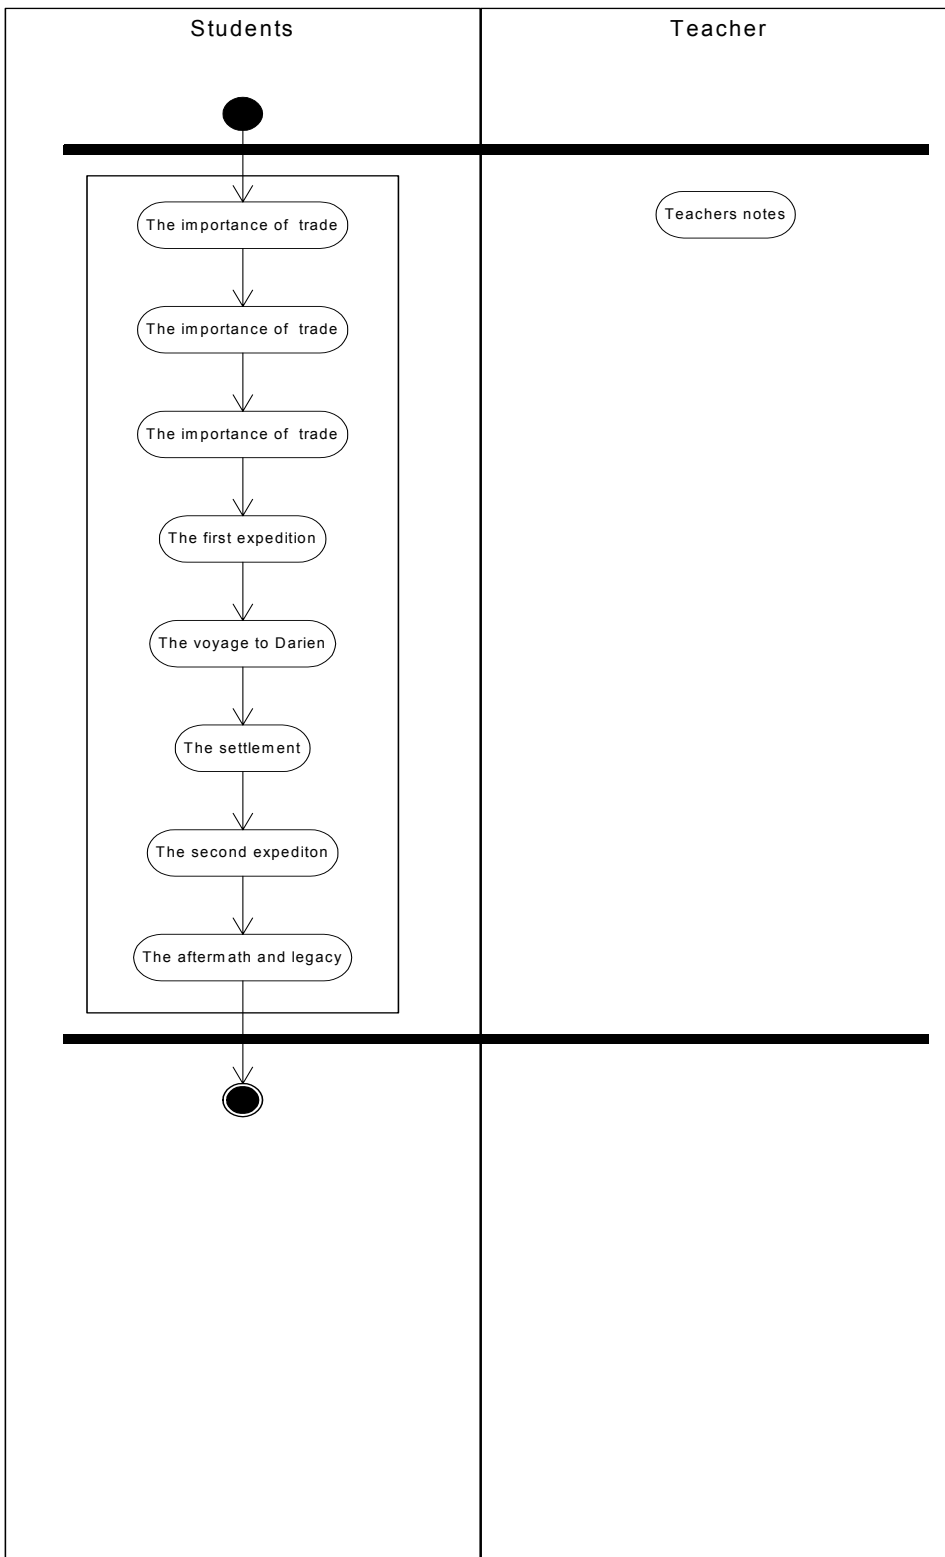 Students
Teacher
The importance of trade
Teachers notes
The importance of trade
The importance of trade
The first expedition
The voyage to Darien
The settlement
The second expediton
The aftermath and legacy